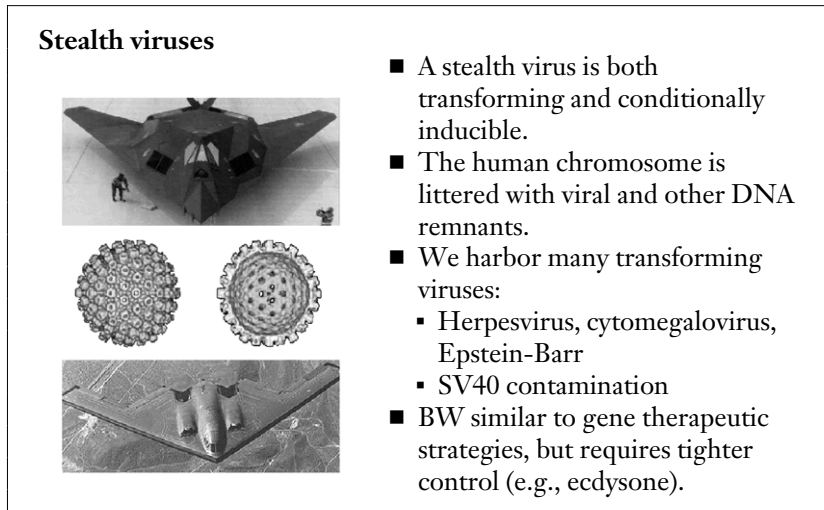 Stealth viruses
■ A stealth virus is both
transforming and conditionally
inducible.
■ The human chromosome is
littered with viral and other DNA
remnants.
■ We harbor many transforming
viruses:
▪ Herpesvirus, cytomegalovirus,
Epstein-Barr
▪ SV40 contamination
■ BW similar to gene therapeutic
strategies, but requires tighter
control (e.g., ecdysone).